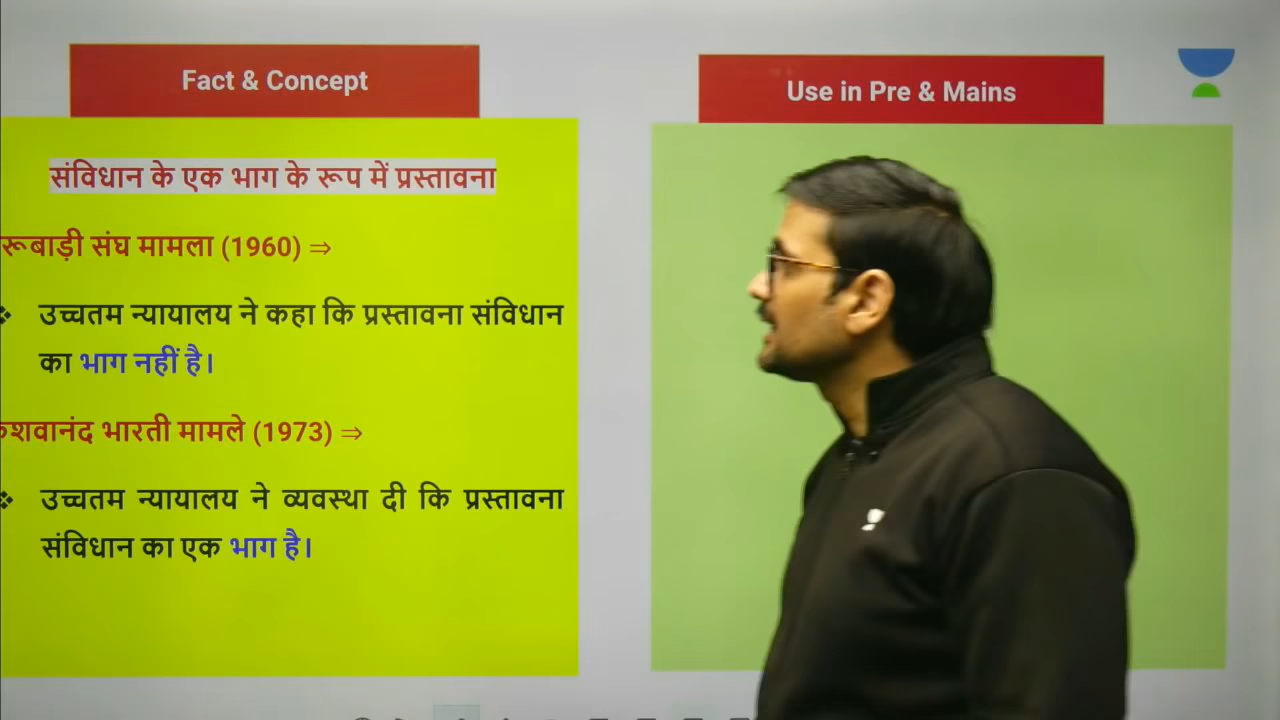 Fact & Concept
Use in Pre & Mains
संविधान के एक भाग के रूप में प्रस्तावना
रूबाड़ी संघ मामला (1960) ⇒
❖ उच्चतम न्यायालय ने कहा कि प्रस्तावना संविधान
का भाग नहीं है।
केशवानंद भारती मामले (1973) ⇒
❖ उच्चतम न्यायालय ने व्यवस्था दी कि प्रस्तावना
संविधान का एक भाग है।